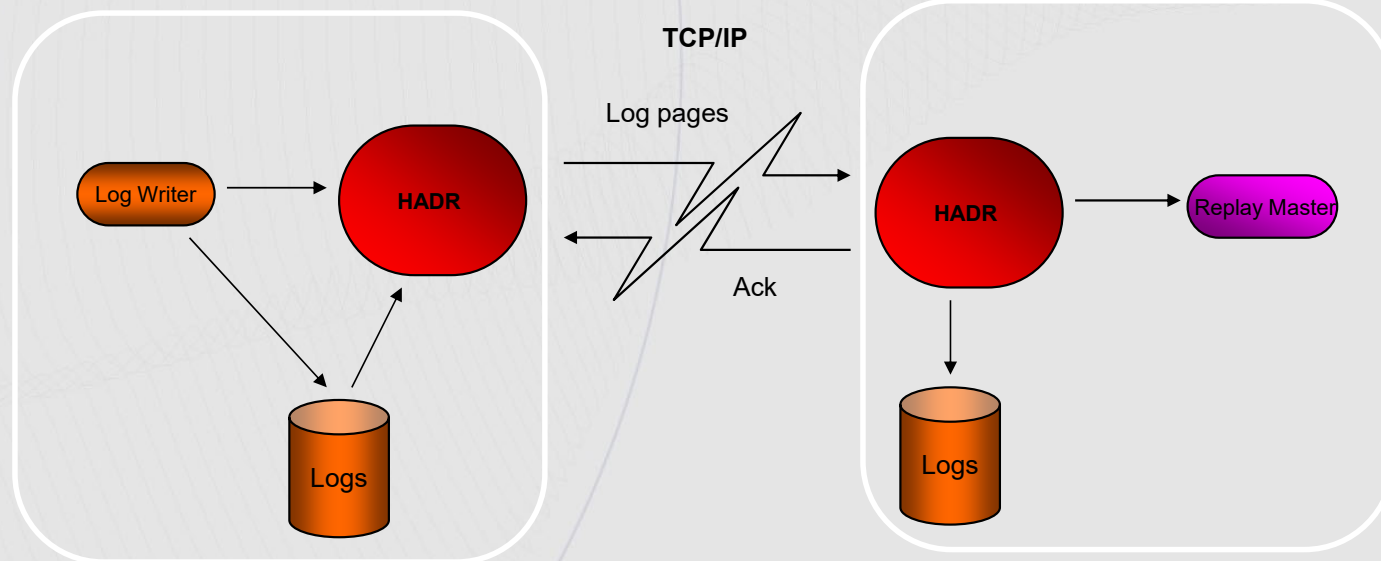 TCP/IP
Log pages
Log Writer
HADR
HADR
Replay Master
Ack
Logs
Logs